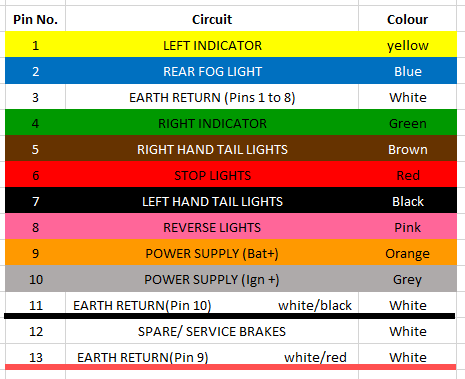 Pin No. Circuit Colour
1 LEFT INDICATOR yellow
2 REAR FOG LIGHT Blue
3 EARTH RETURN (Pins 1 to 8) White
4 RIGHT INDICATOR Green
5 RIGHT HAND TAIL LIGHTS Brown
6 STOP LIGHTS Red
7 LEFT HAND TAIL LIGHTS Black
8 REVERSE LIGHTS Pink
9 POWER SUPPLY (Bat+) Orange
10 POWER SUPPLY (Ign +) Grey
11 EARTH RETURN(Pin 10) white/black White
12 SPARE/ SERVICE BRAKES White
13 EARTH RETURN(Pin 9) white/red White